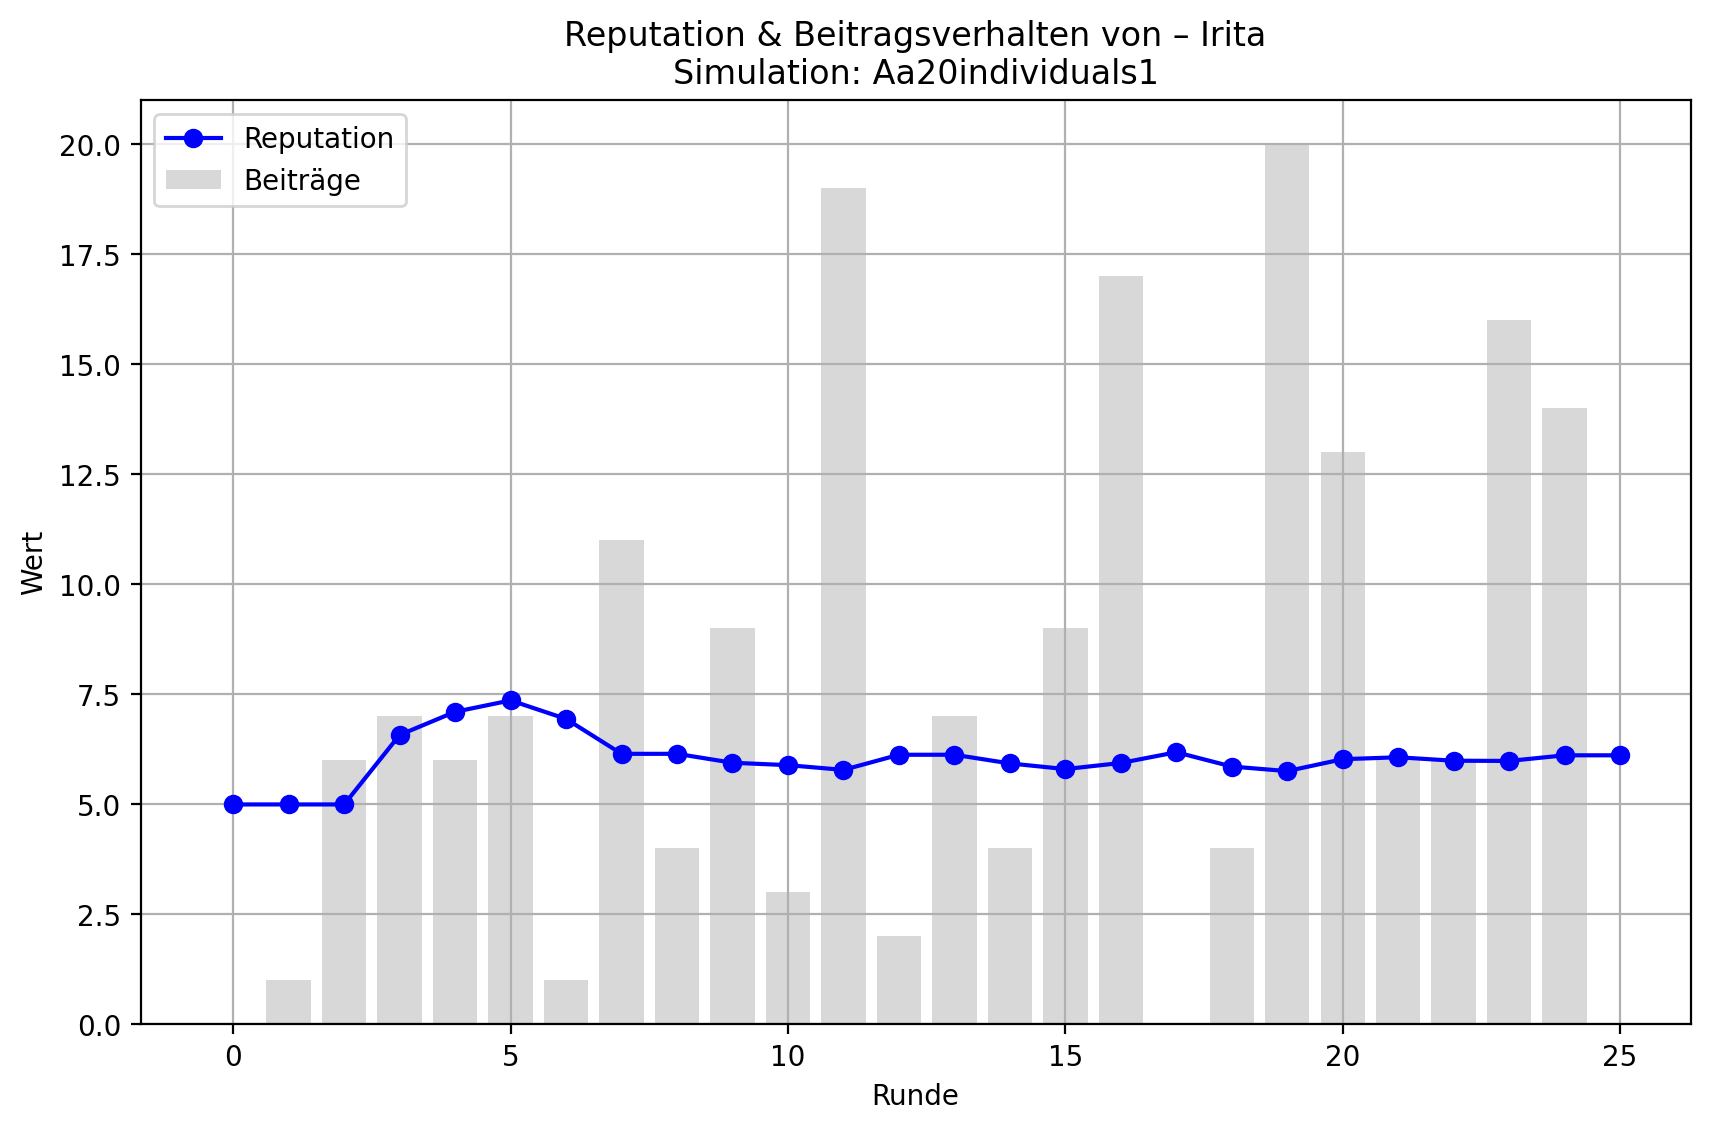 Reputation & Beitragsverhalten von – Irita
Simulation: Aa20individuals1
Reputation
Beiträge
20.0
17.5
15.0
12.5
10.0
7.5
5.0
2.5
0.0
Wert
0 5 10 15 20 25
Runde